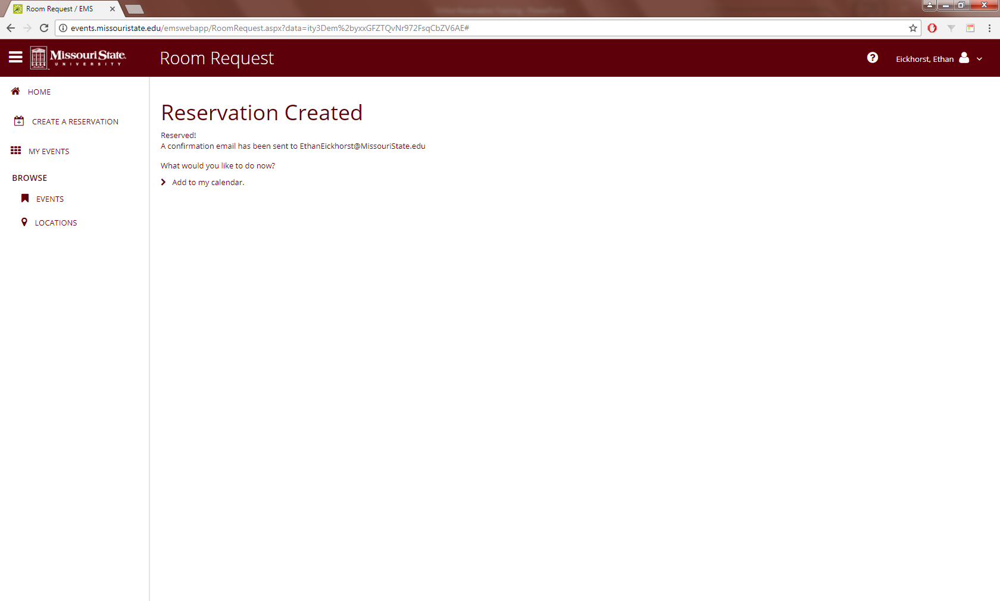 Room Request / EMS
events.missouristate.edu/emswebapp/RoomRequest.aspx?data=ity3Dem%2byxxGFZTQvNr972FsqCbZV6AE#
Missouri State.
UNIVERSITY
Room Request
Eickhorst, Ethan
HOME
CREATE A RESERVATION
MY EVENTS
BROWSE
EVENTS
LOCATIONS
Reservation Created
Reserved!
A confirmation email has been sent to EthanEickhorst@MissouriState.edu
What would you like to do now?
Add to my calendar.